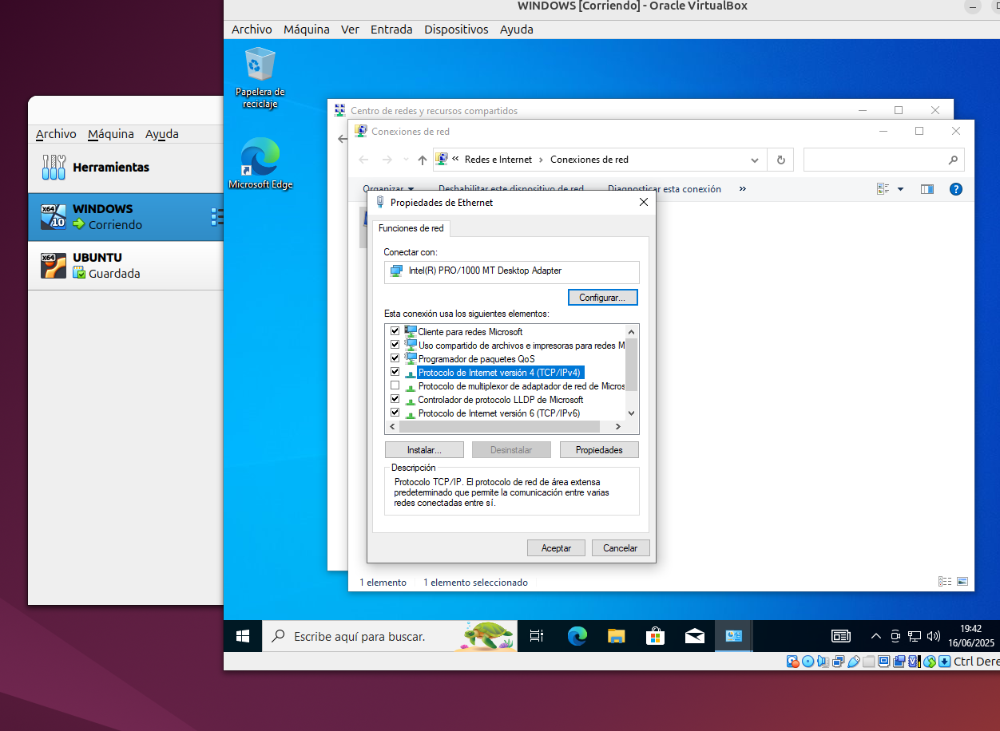 WINDOWS [Corriendo] - Oracle VirtualBox
Archivo Máquina Ver Entrada Dispositivos Ayuda
Papelera de
reciclaje
Microsoft Edge
Archivo Máquina Ayuda
Herramientas
X64
10
WINDOWS
Corriendo
X64
UBUNTU
Guardada
Centro de redes y recursos compartidos
Conexiones de red
« Redes e Internet › Conexiones de red
Organizar Deshabilitar este dispositivo de red Diagnosticar esta conexión »
Propiedades de Ethernet
Funciones de red
Conectar con:
Intel(R) PRO/1000 MT Desktop Adapter
Configurar...
Esta conexión usa los siguientes elementos:
Cliente para redes Microsoft
Uso compartido de archivos e impresoras para redes M
Programador de paquetes QoS
Protocolo de Internet versión 4 (TCP/IPv4)
Protocolo de multiplexor de adaptador de red de Micros
Controlador de protocolo LLDP de Microsoft
Protocolo de Internet versión 6 (TCP/IPv6)
Instalar... Desinstalar Propiedades
Descripción
Protocolo TCP/IP. El protocolo de red de área extensa
predeterminado que permite la comunicación entre varias
redes conectadas entre sí.
Aceptar Cancelar
1 elemento 1 elemento seleccionado
Escribe aquí para buscar.
19:42
16/06/2025
Ctrl Dere